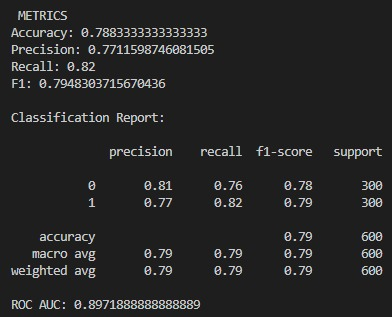 METRICS
Accuracy: 0.7883333333333333
Precision: 0.7711598746081505
Recall: 0.82
F1: 0.7948303715670436
Classification Report:
precision recall f1-score support
0 0.81 0.76 0.78 300
1 0.77 0.82 0.79 300
accuracy 0.79 600
macro avg 0.79 0.79 0.79 600
weighted avg 0.79 0.79 0.79 600
ROC AUC: 0.8971888888888889